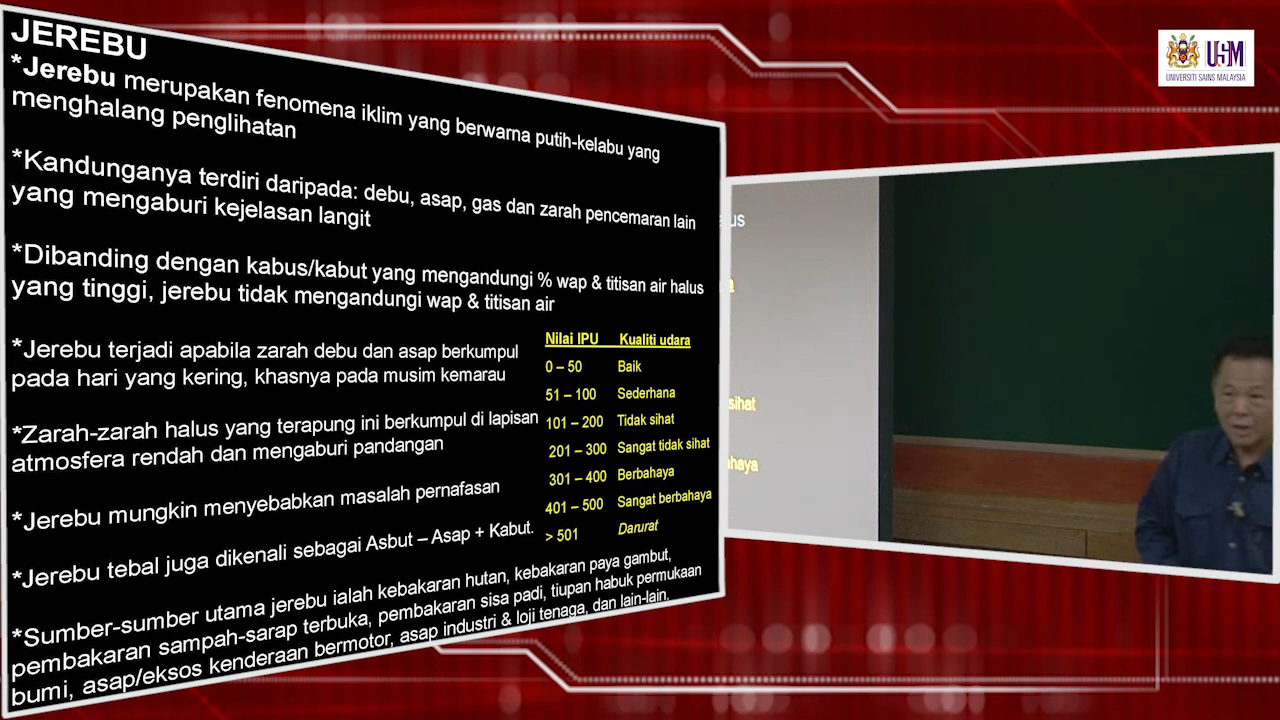 JEREBU
*Jerebu merupakan fenomena iklim yang berwarna putih-kelabu yang
menghalang penglihatan
*Kandunganya terdiri daripada: debu, asap, gas dan zarah pencemaran lain
yang mengaburi kejelasan langit
*Dibanding dengan kabus/kabut yang mengandungi % wap & titisan air halus
yang tinggi, jerebu tidak mengandungi wap & titisan air
*Jerebu terjadi apabila zarah debu dan asap berkumpul
pada hari yang kering, khasnya pada musim kemarau
*Zarah-zarah halus yang terapung ini berkumpul di lapisan
atmosfera rendah dan mengaburi pandangan
*Jerebu mungkin menyebabkan masalah pernafasan
*Jerebu tebal juga dikenali sebagai Asbut – Asap + Kabut.
*Sumber-sumber utama jerebu ialah kebakaran hutan, kebakaran paya gambut,
pembakaran sampah-sarap terbuka, pembakaran sisa padi, tiupan habuk permukaan
bumi, asap/eksos kenderaan bermotor, asap industri & loji tenaga, dan lain-lain.
Nilai IPU Kualiti udara
0 – 50 Baik
51 – 100 Sederhana
101 – 200 Tidak sihat
201 – 300 Sangat tidak sihat
301 – 400 Berbahaya
401 – 500 Sangat berbahaya
> 501 Darurat
USM
UNIVERSITI SAINS MALAYSIA
us
a
sihat
haya